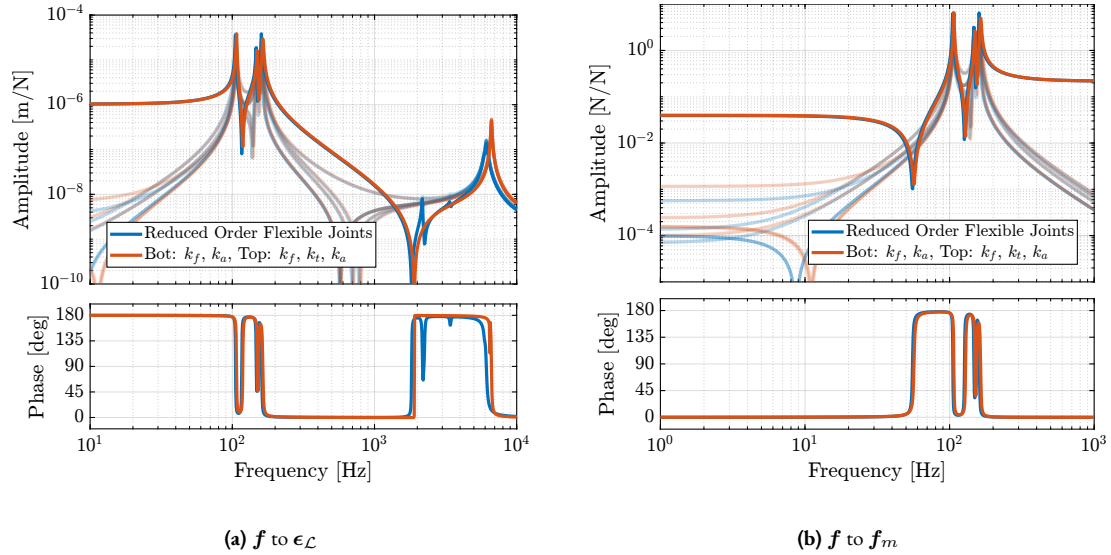 10^{-4}
10^{-6}
10^{-8}
10^{-10}
Amplitude [m/N]
Reduced Order Flexible Joints
Bot: k_f, k_a, Top: k_f, k_t, k_a
180
135
90
45
0
Phase [deg]
10^1 10^2 10^3 10^4
Frequency [Hz]
(a) f to ϵ_ℒ
10^0
10^{-2}
10^{-4}
Amplitude [N/N]
Reduced Order Flexible Joints
Bot: k_f, k_a, Top: k_f, k_t, k_a
180
135
90
45
0
Phase [deg]
10^0 10^1 10^2 10^3
Frequency [Hz]
(b) f to f_m